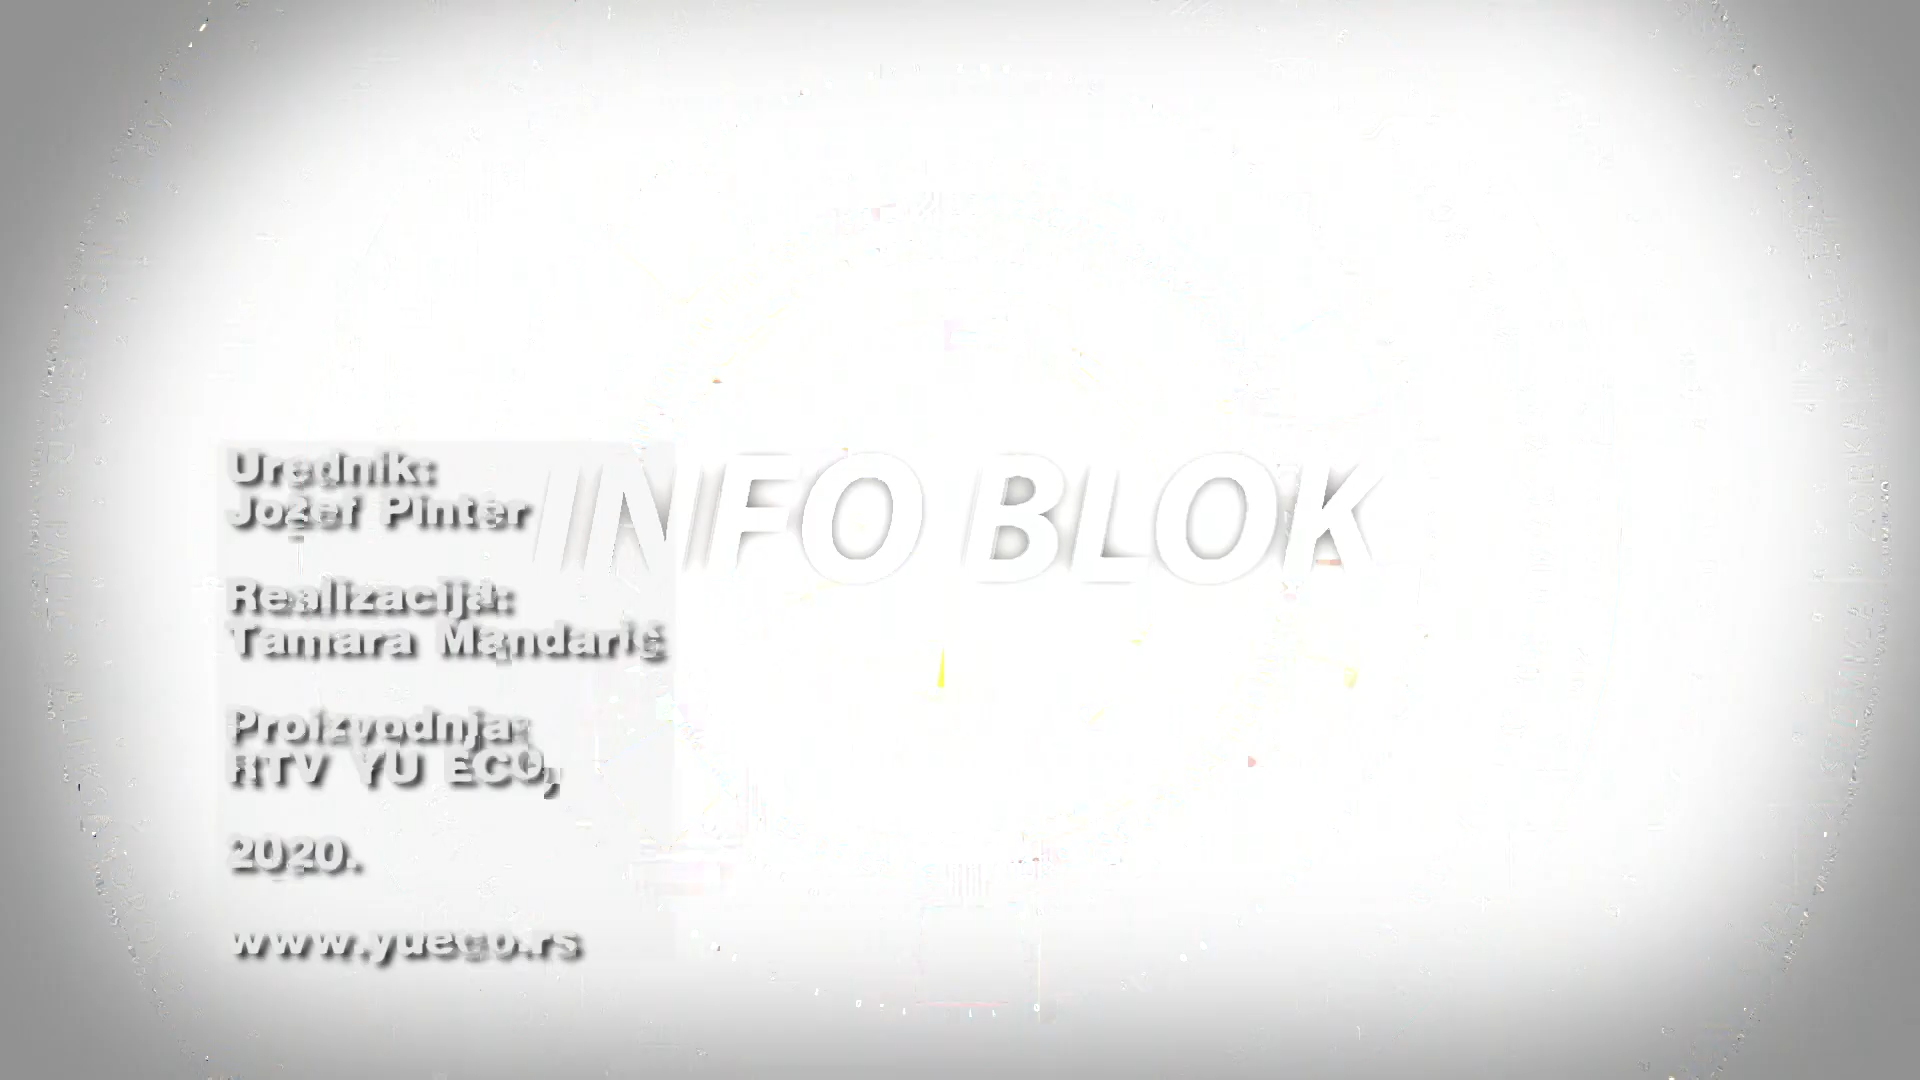 INFO BLOK
Urednik:
Jožef Pinter
Realizacija:
Tamara Mandarić
Proizvodnja:
RTV YU ECO,
2020.
www.yueco.rs